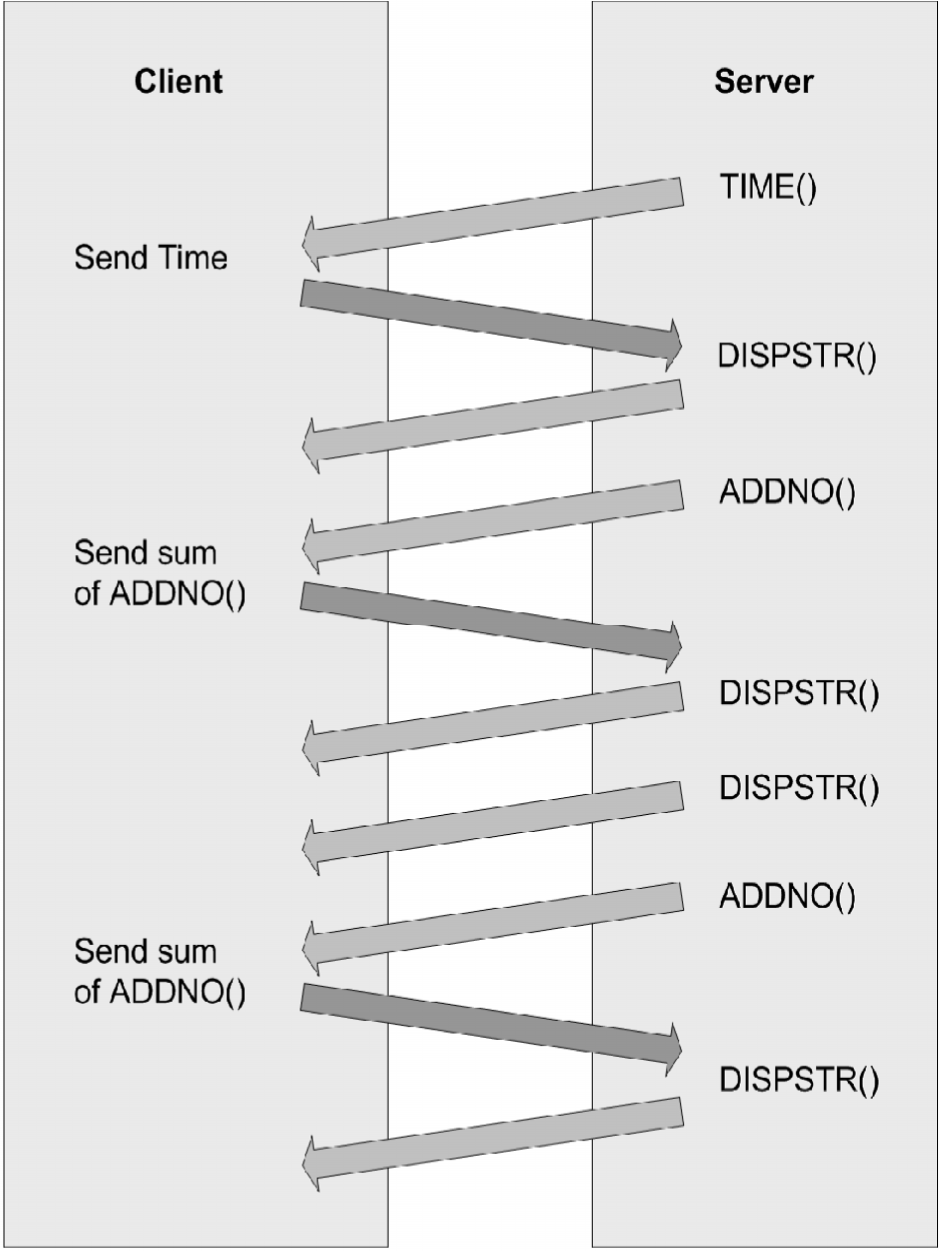 Client
Server
TIME()
Send Time
DISPSTR()
ADDNO()
Send sum
of ADDNO()
DISPSTR()
DISPSTR()
ADDNO()
Send sum
of ADDNO()
DISPSTR()